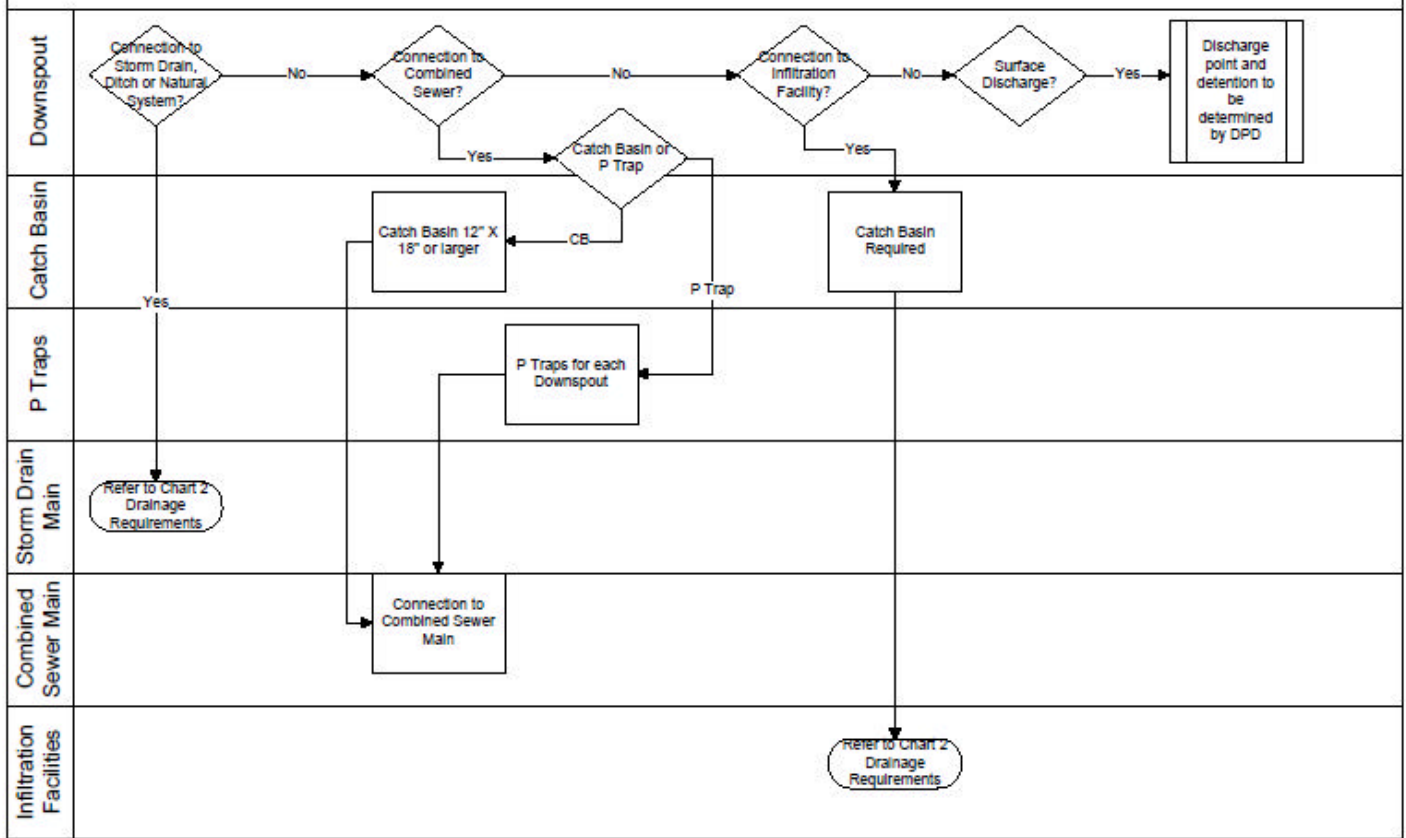 Downspout
Connection to
Storm Drain,
Ditch or Natural
System?
No
Connection to
Combined
Sewer?
No
Connection to
Infiltration
Facility?
No
Surface
Discharge?
Yes
Discharge
point and
detention to
be
determined
by DPD
Yes
Catch Basin or
P Trap
Yes
Catch Basin
Catch Basin 12" X
18" or larger
CB
Catch Basin
Required
P Trap
Yes
P Traps
P Traps for each
Downspout
Storm Drain
Main
Refer to Chart 2
Drainage
Requirements
Combined
Sewer Main
Connection to
Combined Sewer
Main
Infiltration
Facilities
Refer to Chart 2
Drainage
Requirements